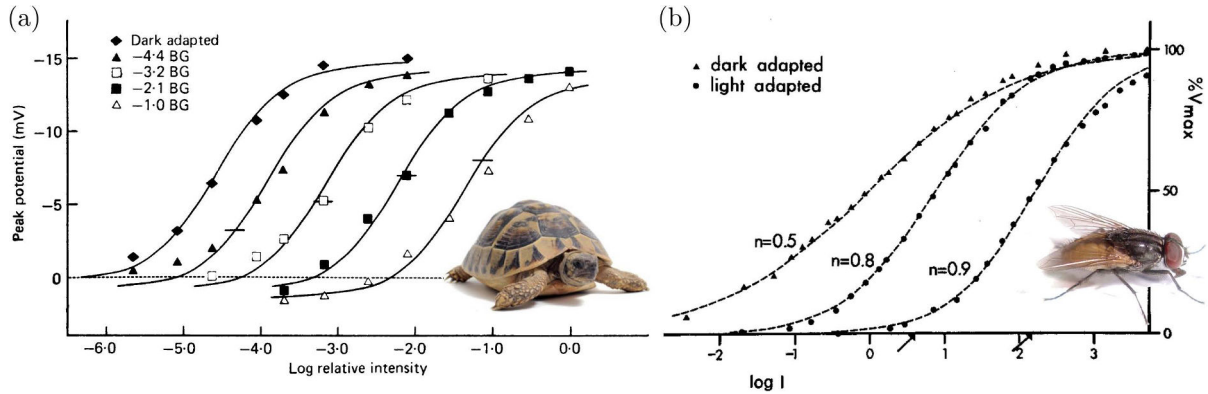 (a)
Peak potential (mV)
−15
−10
−5
0
◆ Dark adapted
▲ −4·4 BG
□ −3·2 BG
■ −2·1 BG
△ −1·0 BG
−6·0 −5·0 −4·0 −3·0 −2·0 −1·0 0·0
Log relative intensity
(b)
▲ dark adapted
● light adapted
n=0.5
n=0.8
n=0.9
100
50
0
% Vmax
−2 −1 0 1 2 3
log I